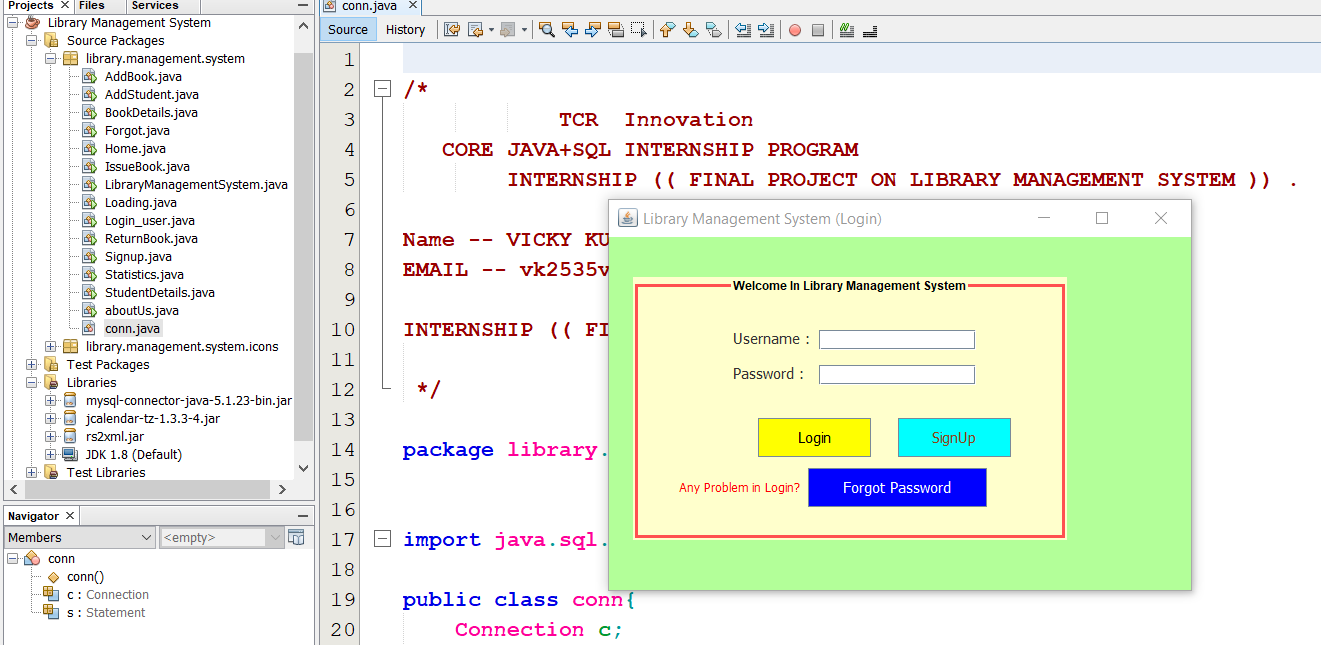 Projects
Files
Services
Library Management System
Source Packages
library.management.system
AddBook.java
AddStudent.java
BookDetails.java
Forgot.java
Home.java
IssueBook.java
LibraryManagementSystem.java
Loading.java
Login_user.java
ReturnBook.java
Signup.java
Statistics.java
StudentDetails.java
aboutUs.java
conn.java
library.management.system.icons
Test Packages
Libraries
mysql-connector-java-5.1.23-bin.jar
jcalendar-tz-1.3.3-4.jar
rs2xml.jar
JDK 1.8 (Default)
Test Libraries
Navigator
Members <empty>
conn
conn()
c : Connection
s : Statement
conn.java
Source History
1
2 /*
3 TCR Innovation
4 CORE JAVA+SQL INTERNSHIP PROGRAM
5 INTERNSHIP (( FINAL PROJECT ON LIBRARY MANAGEMENT SYSTEM )) .
6
7 Name -- VICKY KU
8 EMAIL -- vk2535v
9
10 INTERNSHIP (( FI
11
12 */
13
14 package library.
15
16
17 import java.sql.
18
19 public class conn{
20 Connection c;
Library Management System (Login)
Welcome In Library Management System
Username :
Password :
Login SignUp
Any Problem in Login? Forgot Password